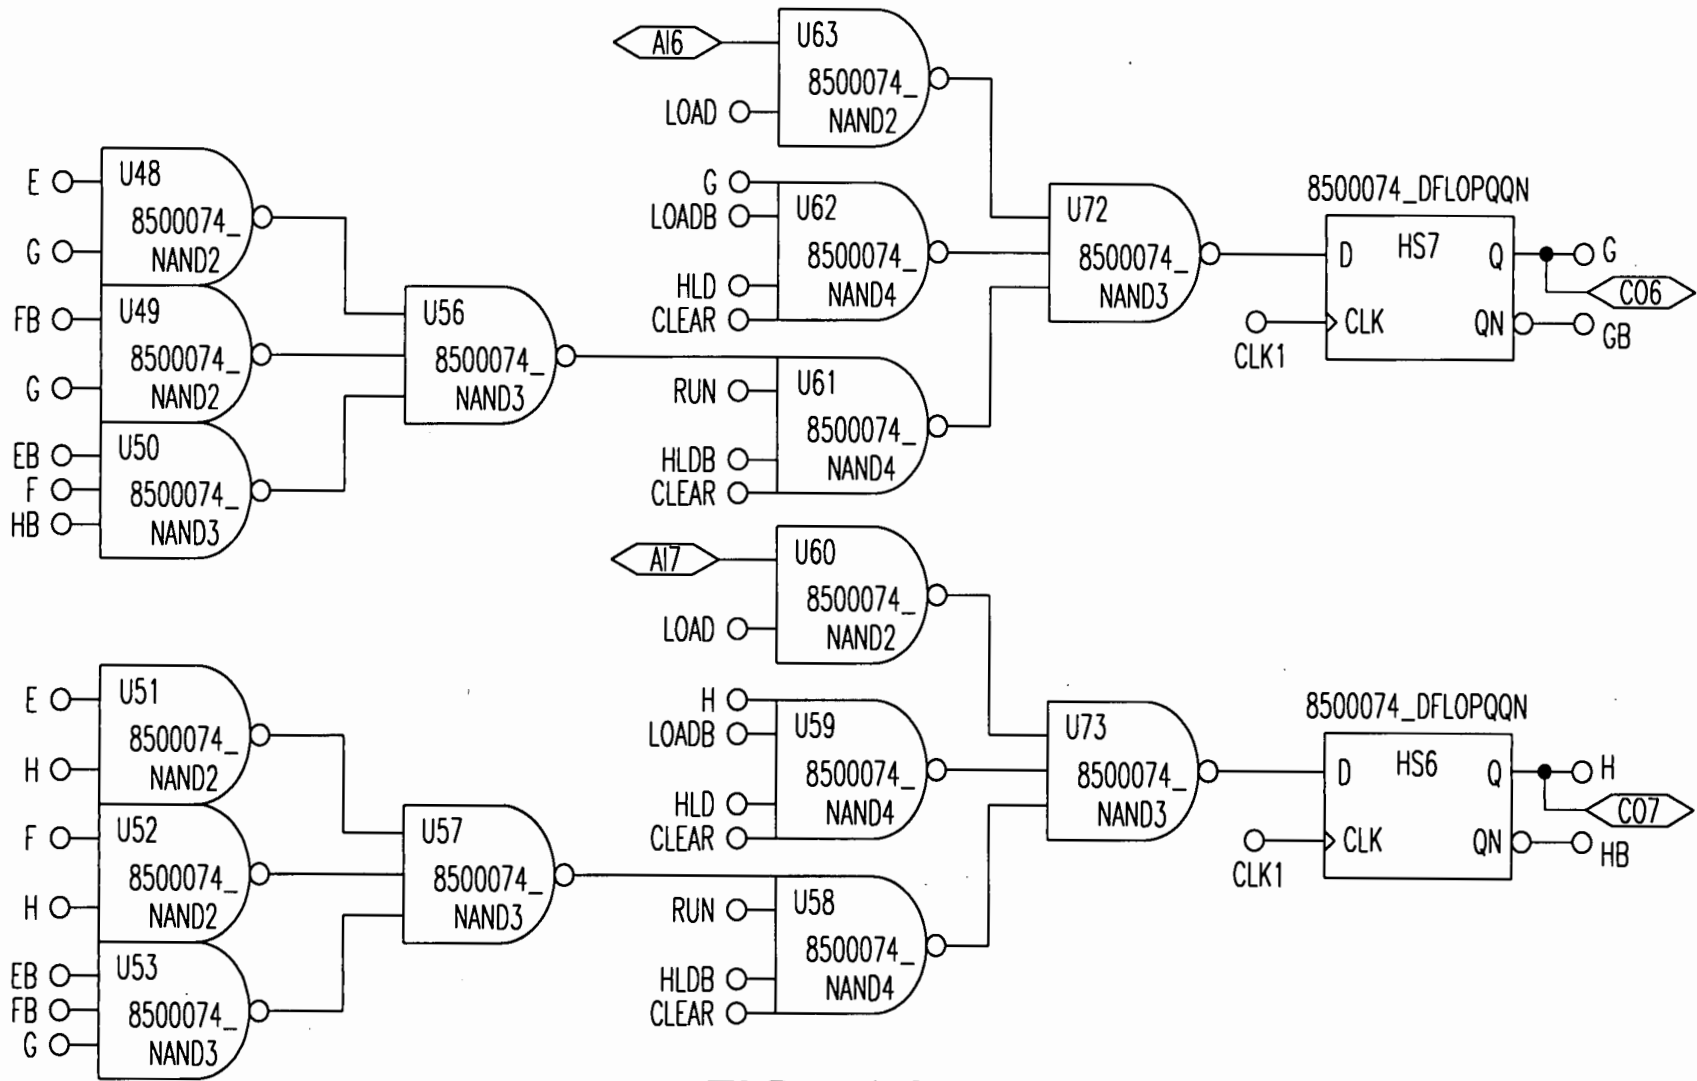 AI6
U63
8500074_
NAND2
LOAD
E
U48
8500074_
NAND2
G
G
LOADB
U62
8500074_
NAND4
HLD
CLEAR
U72
8500074_
NAND3
8500074_DFLOPQQN
D
HS7
Q
G
CO6
CLK
QN
GB
CLK1
FB
U49
8500074_
NAND2
G
U56
8500074_
NAND3
EB
U50
F
8500074_
HB
NAND3
RUN
U61
8500074_
HLDB
NAND4
CLEAR
AI7
U60
8500074_
NAND2
LOAD
E
U51
8500074_
NAND2
H
H
LOADB
U59
8500074_
NAND4
HLD
CLEAR
U73
8500074_
NAND3
8500074_DFLOPQQN
D
HS6
Q
H
CO7
CLK
QN
HB
CLK1
F
U52
8500074_
NAND2
H
U57
8500074_
NAND3
EB
U53
FB
8500074_
G
NAND3
RUN
U58
8500074_
HLDB
NAND4
CLEAR